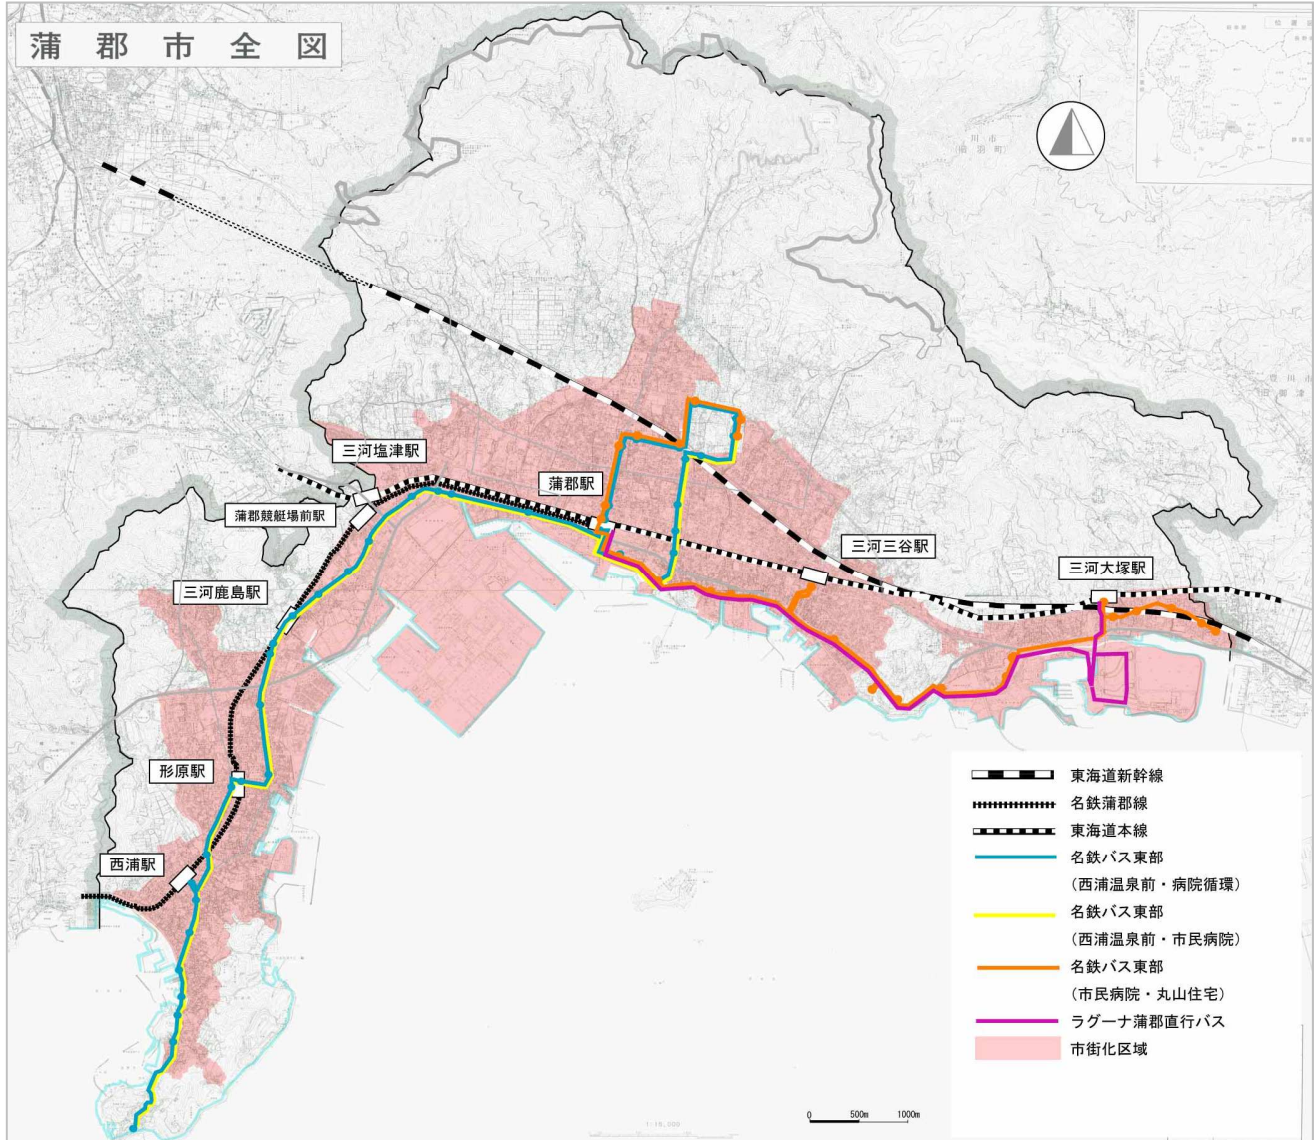 蒲郡市全図
三河塩津駅
蒲郡駅
蒲郡競艇場前駅
三河三谷駅
三河大塚駅
三河鹿島駅
形原駅
西浦駅
東海道新幹線
名鉄蒲郡線
東海道本線
名鉄バス東部
(西浦温泉前・病院循環)
名鉄バス東部
(西浦温泉前・市民病院)
名鉄バス東部
(市民病院・丸山住宅)
ラグーナ蒲郡直行バス
市街化区域
0 500m 1000m